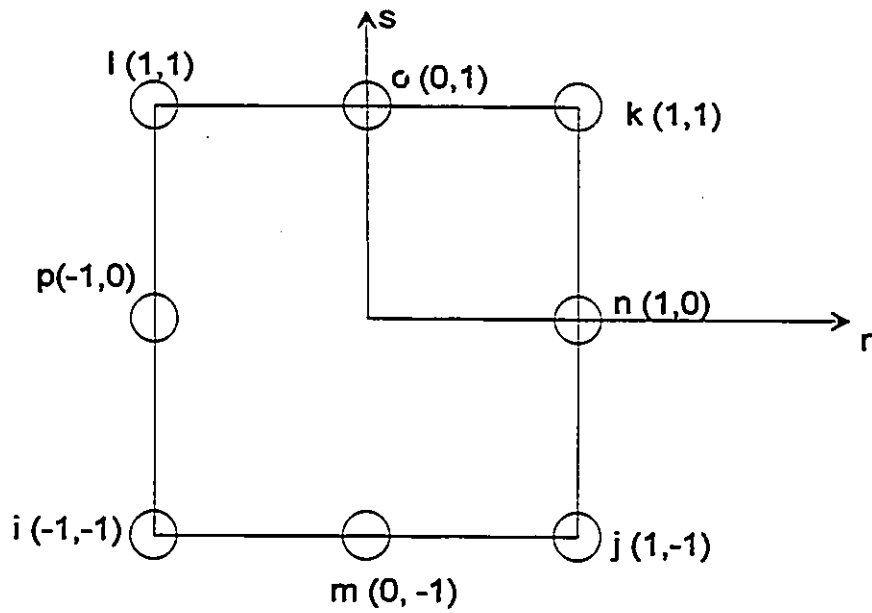 s
l (1,1)
o (0,1)
k (1,1)
p(-1,0)
n (1,0)
r
i (-1,-1)
j (1,-1)
m (0, -1)